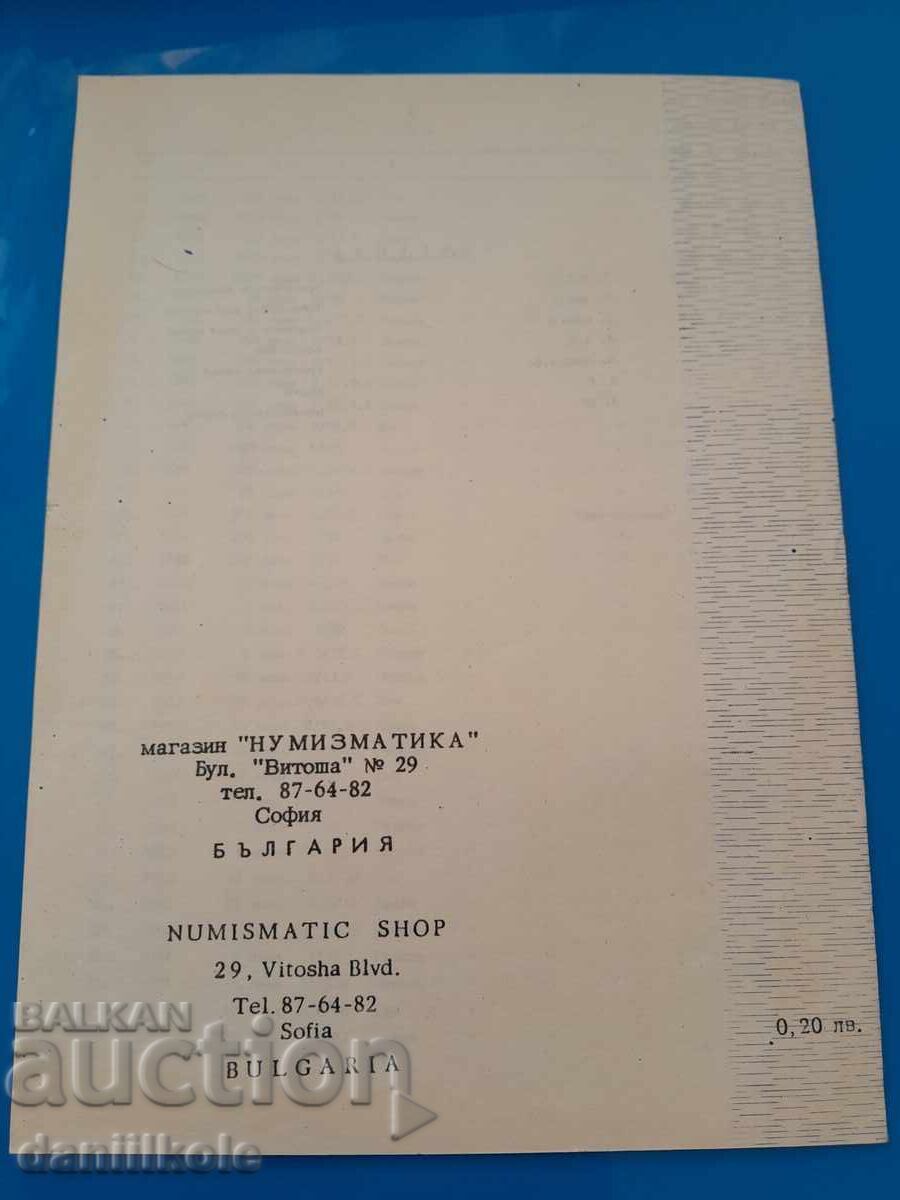 магазин "НУМИЗМАТИКА"
Бул. "Витоша" № 29
тел. 87-64-82
София
БЪЛГАРИЯ
NUMISMATIC SHOP
29, Vitosha Blvd.
Tel. 87-64-82
Sofia
BULGARIA
0,20 лв.
BALKAN
auction
daniilkole